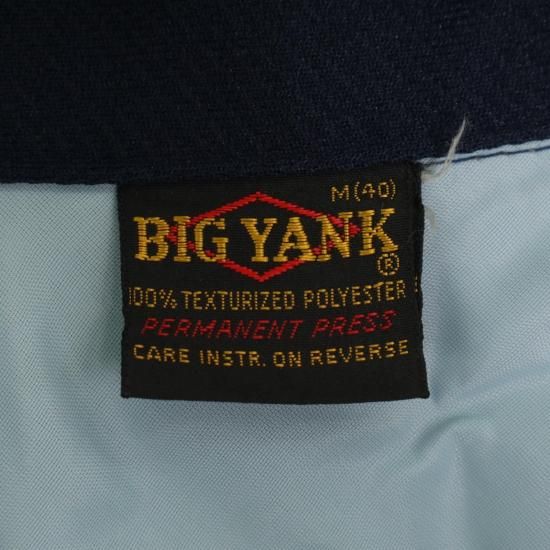 M(40)
BIG YANK
®
100% TEXTURIZED POLYESTER
PERMANENT PRESS
CARE INSTR. ON REVERSE